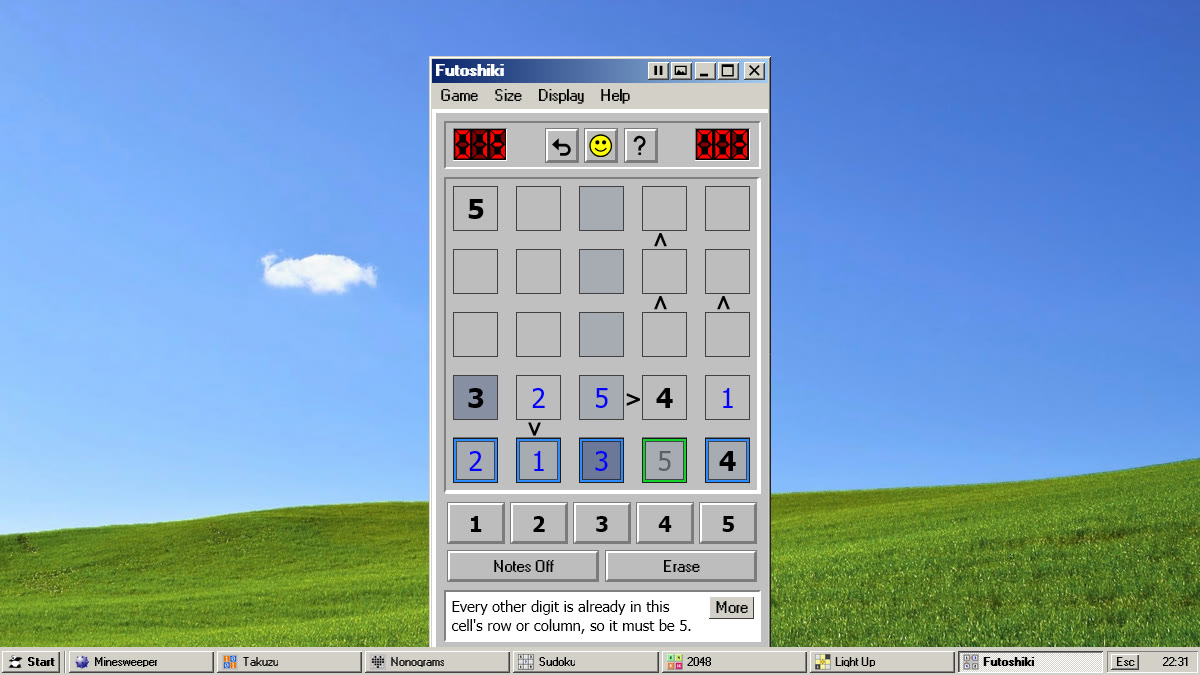 Futoshiki
Game Size Display Help
?
5
^
^ ^
3 2 5 > 4 1
v
2 1 3 5 4
1 2 3 4 5
Notes Off Erase
Every other digit is already in this
cell's row or column, so it must be 5.
More
Start Minesweeper Takuzu Nonograms Sudoku 2048 Light Up Futoshiki Esc 22:31